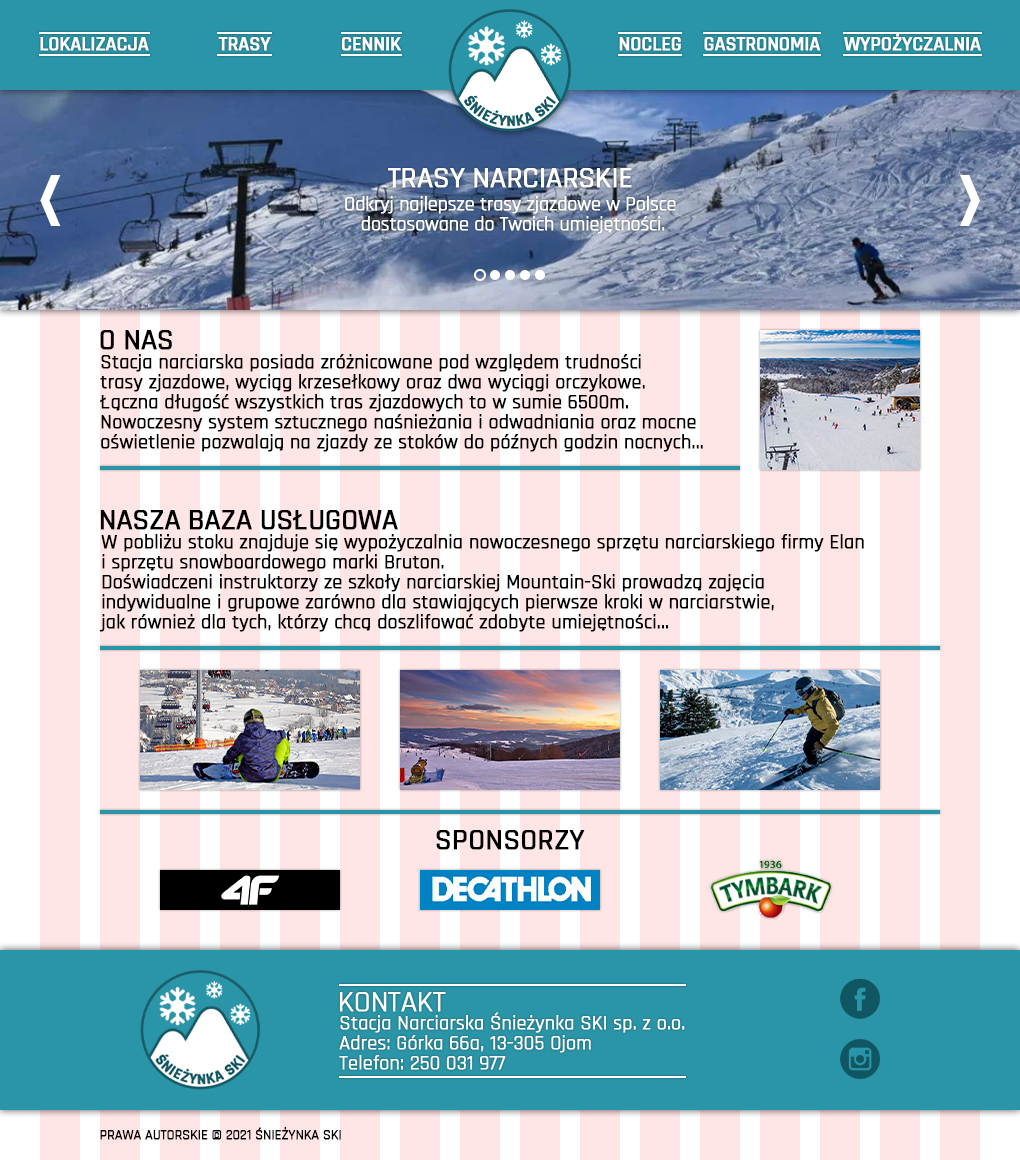 LOKALIZACJA TRASY CENNIK NOCLEG GASTRONOMIA WYPOŻYCZALNIA
ŚNIEŻYNKA SKI
TRASY NARCIARSKIE
Odkryj najlepsze trasy zjazdowe w Polsce
dostosowane do Twoich umiejętności.
O NAS
Stacja narciarska posiada zróżnicowane pod względem trudności
trasy zjazdowe, wyciąg krzesełkowy oraz dwa wyciągi orczykowe.
Łączna długość wszystkich tras zjazdowych to w sumie 6500m.
Nowoczesny system sztucznego naśnieżania i odwadniania oraz mocne
oświetlenie pozwalają na zjazdy ze stoków do późnych godzin nocnych...
NASZA BAZA USŁUGOWA
W pobliżu stoku znajduje się wypożyczalnia nowoczesnego sprzętu narciarskiego firmy Elan
i sprzętu snowboardowego marki Bruton.
Doświadczeni instruktorzy ze szkoły narciarskiej Mountain-Ski prowadzą zajęcia
indywidualne i grupowe zarówno dla stawiających pierwsze kroki w narciarstwie,
jak również dla tych, którzy chcą doszlifować zdobyte umiejętności...
SPONSORZY
4F DECATHLON 1936 TYMBARK
ŚNIEŻYNKA SKI
KONTAKT
Stacja Narciarska Śnieżynka SKI sp. z o.o.
Adres: Górka 66a, 13-305 Ojom
Telefon: 250 031 977
PRAWA AUTORSKIE © 2021 ŚNIEŻYNKA SKI